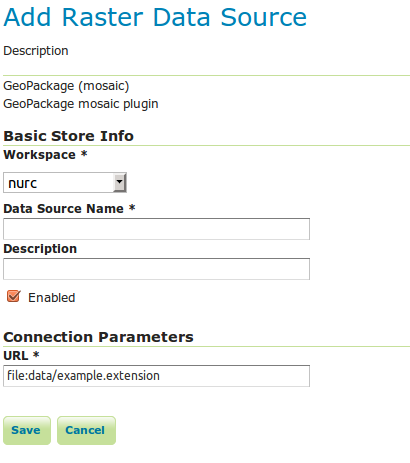 Add Raster Data Source
Description
GeoPackage (mosaic)
GeoPackage mosaic plugin
Basic Store Info
Workspace *
nurc
Data Source Name *
Description
Enabled
Connection Parameters
URL *
file:data/example.extension
Save Cancel